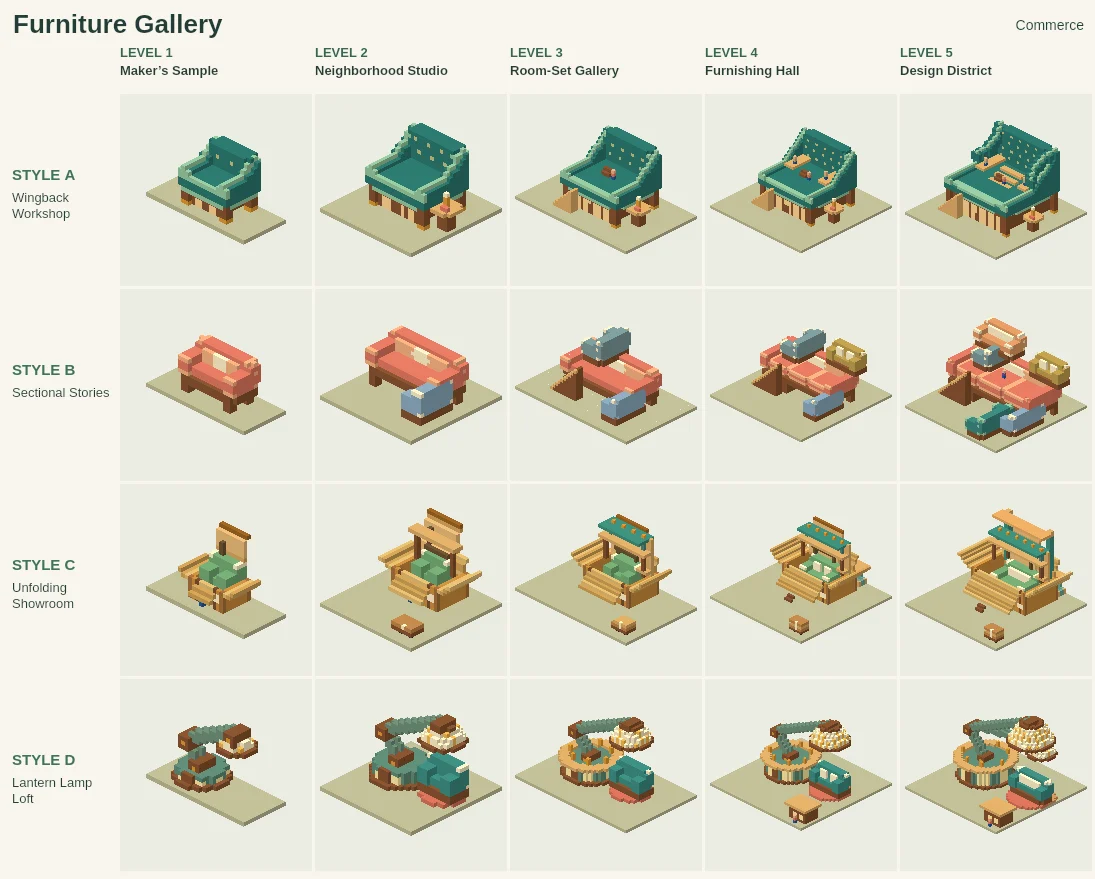 Furniture Gallery
Commerce
LEVEL 1
Maker’s Sample
LEVEL 2
Neighborhood Studio
LEVEL 3
Room-Set Gallery
LEVEL 4
Furnishing Hall
LEVEL 5
Design District
STYLE A
Wingback
Workshop
STYLE B
Sectional Stories
STYLE C
Unfolding
Showroom
STYLE D
Lantern Lamp
Loft